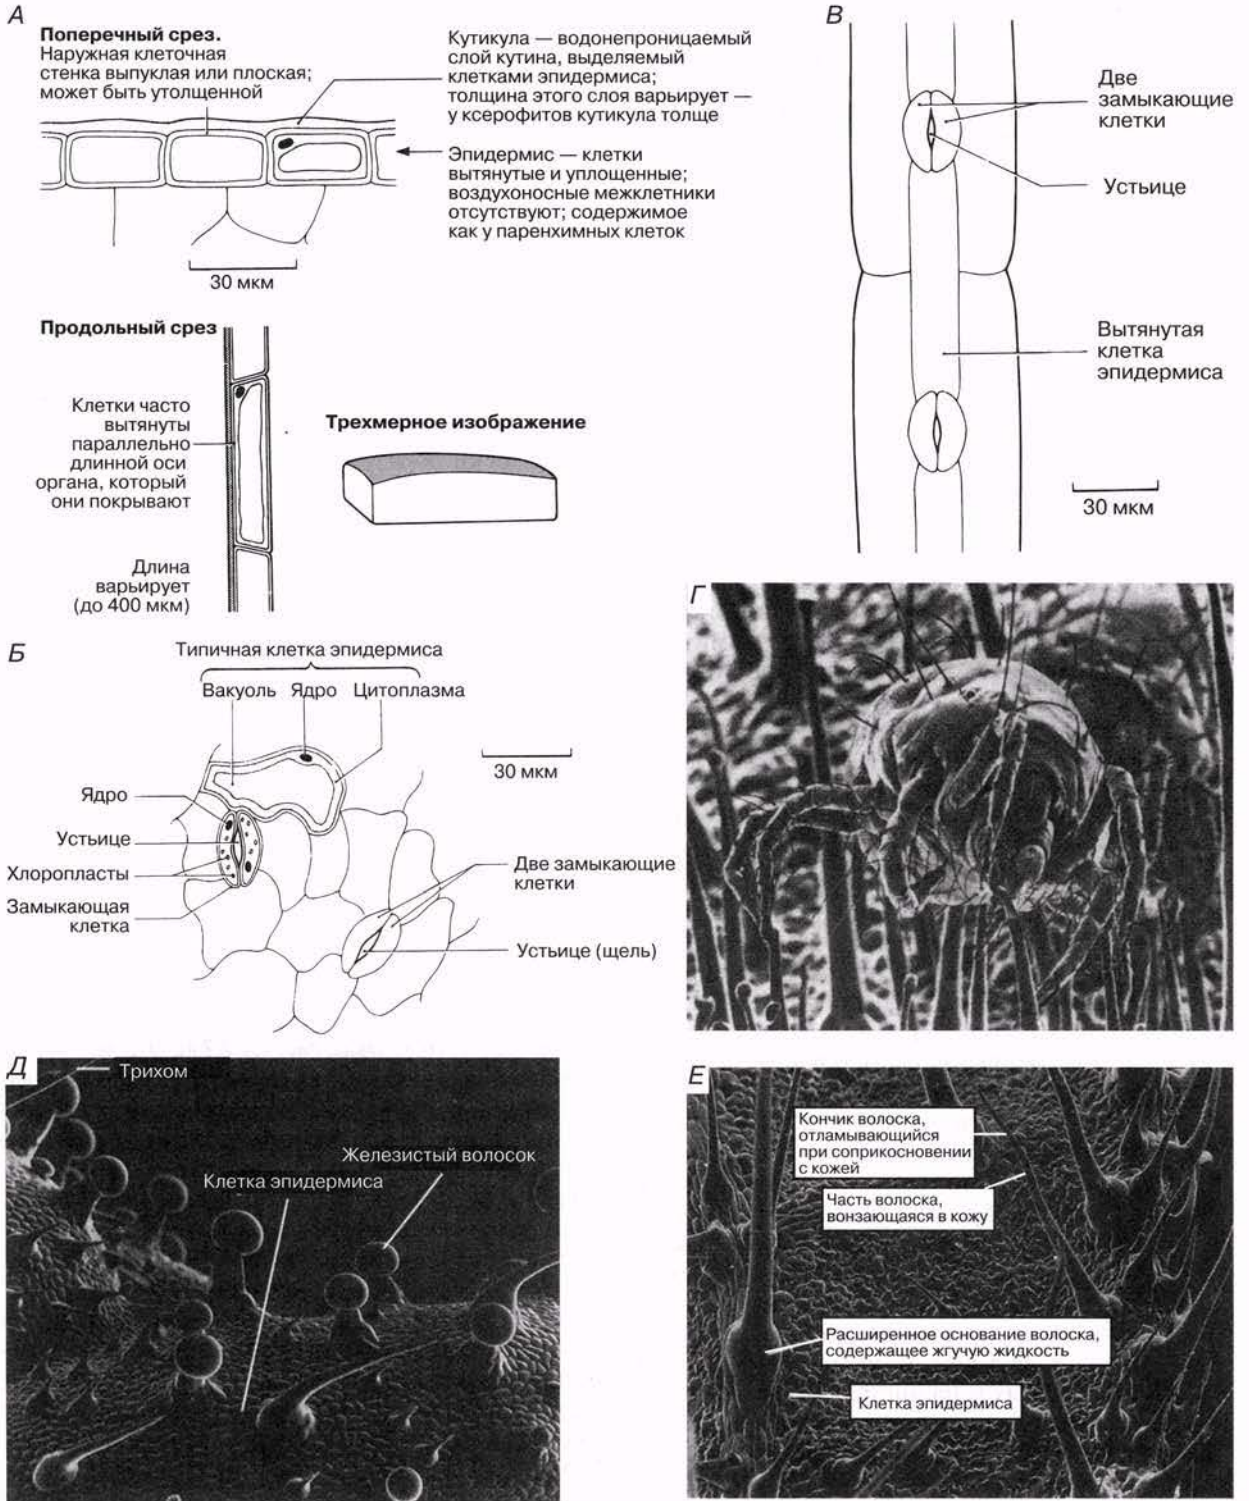 А
Поперечный срез.
Наружная клеточная
стенка выпуклая или плоская;
может быть утолщенной
Кутикула — водонепроницаемый
слой кутина, выделяемый
клетками эпидермиса;
толщина этого слоя варьирует —
у ксерофитов кутикула толще
Эпидермис — клетки
вытянутые и уплощенные;
воздухоносные межклетники
отсутствуют; содержимое
как у паренхимных клеток
30 мкм
Продольный срез
Клетки часто
вытянуты
параллельно
длинной оси
органа, который
они покрывают
Длина
варьирует
(до 400 мкм)
Трехмерное изображение
В
Две
замыкающие
клетки
Устьице
Вытянутая
клетка
эпидермиса
30 мкм
Б
Типичная клетка эпидермиса
Вакуоль Ядро Цитоплазма
30 мкм
Ядро
Устьице
Хлоропласты
Замыкающая
клетка
Две замыкающие
клетки
Устьице (щель)
Г
Д
Трихом
Железистый волосок
Клетка эпидермиса
Е
Кончик волоска,
отламывающийся
при соприкосновении
с кожей
Часть волоска,
вонзающаяся в кожу
Расширенное основание волоска,
содержащее жгучую жидкость
Клетка эпидермиса